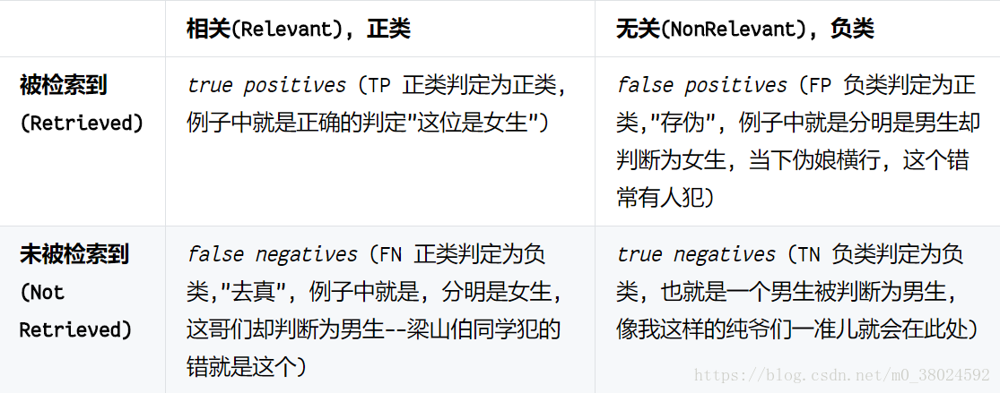 相关(Relevant)，正类
无关(NonRelevant)，负类
被检索到
(Retrieved)
true positives (TP 正类判定为正类，
例子中就是正确的判定"这位是女生")
false positives (FP 负类判定为正
类,"存伪"，例子中就是分明是男生却
判断为女生，当下伪娘横行，这个错
常有人犯)
未被检索到
(Not
Retrieved)
false negatives (FN 正类判定为负
类,"去真"，例子中就是，分明是女生，
这哥们却判断为男生--梁山伯同学犯的
错就是这个)
true negatives (TN 负类判定为负
类，也就是一个男生被判断为男生，
像我这样的纯爷们一准儿就会在此处)
https://blog.csdn.net/m0_38024592